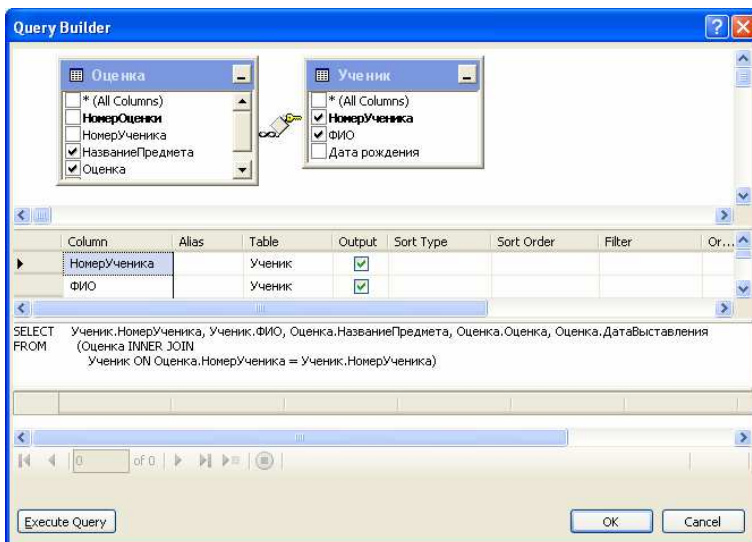 Query Builder
Оценка
* (All Columns)
НомерОценки
НомерУченика
НазваниеПредмета
Оценка
Ученик
* (All Columns)
НомерУченика
ФИО
Дата рождения
Column Alias Table Output Sort Type Sort Order Filter Or...
НомерУченика Ученик
ФИО Ученик
SELECT Ученик.НомерУченика, Ученик.ФИО, Оценка.НазваниеПредмета, Оценка.Оценка, Оценка.ДатаВыставления
FROM (Оценка INNER JOIN
Ученик ON Оценка.НомерУченика = Ученик.НомерУченика)
0 of 0
Execute Query OK Cancel